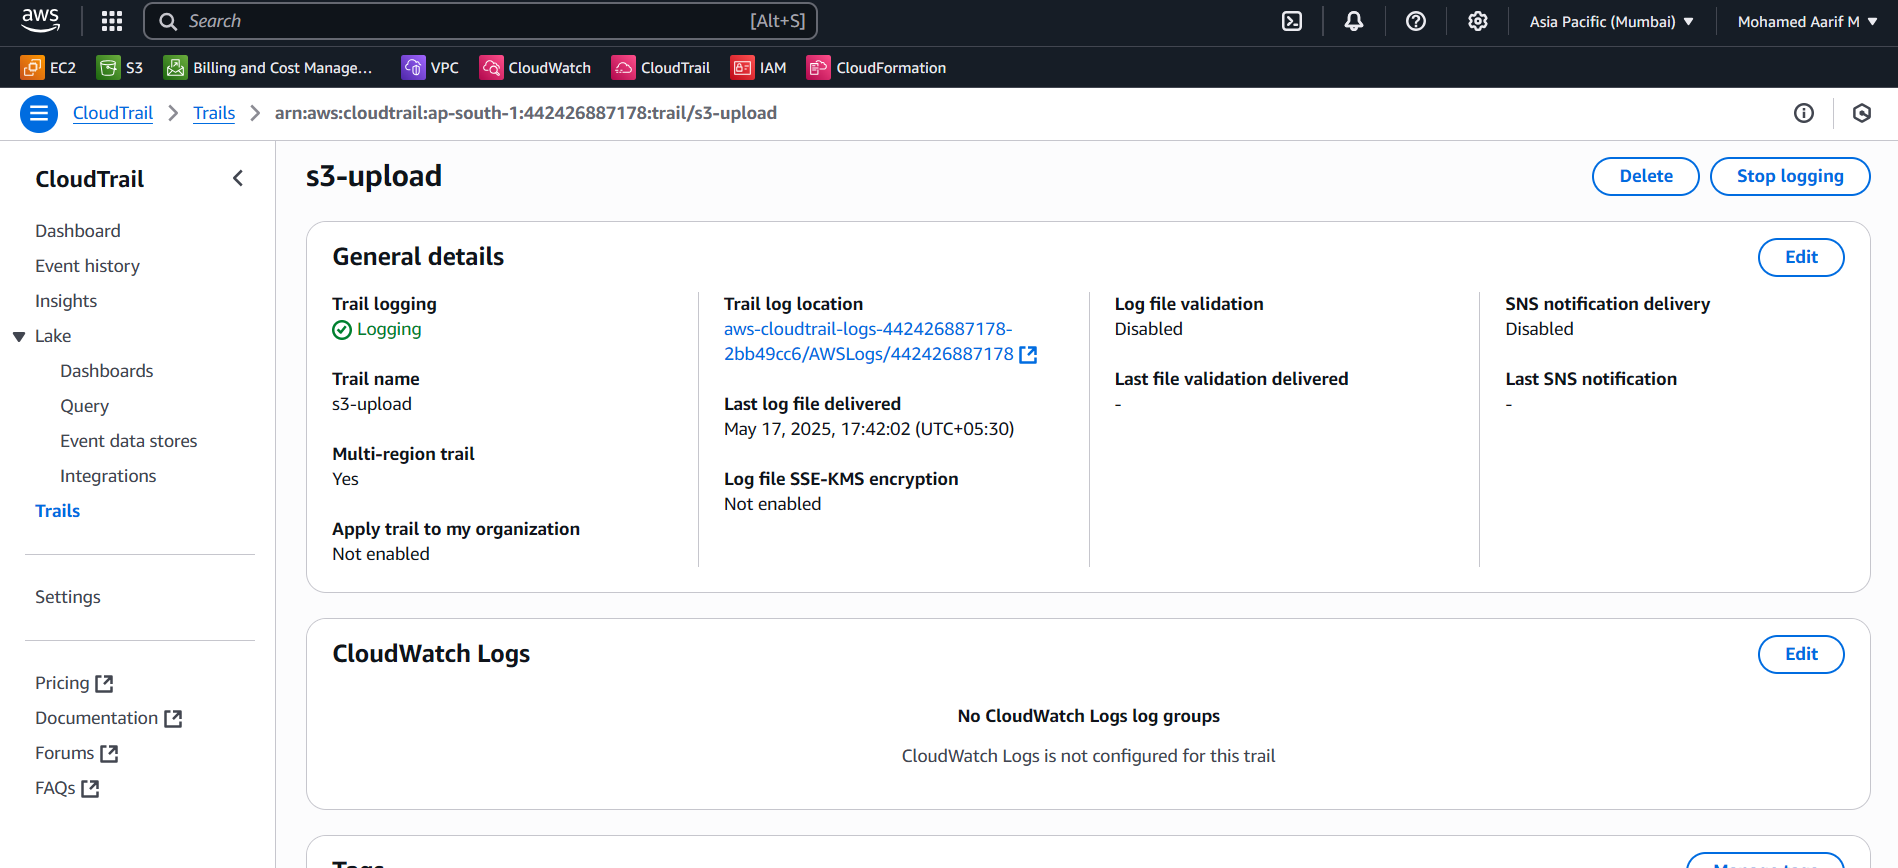 aws
Search [Alt+S]
Asia Pacific (Mumbai)
Mohamed Aarif M
EC2 S3 Billing and Cost Manage... VPC CloudWatch CloudTrail IAM CloudFormation
CloudTrail Trails arn:aws:cloudtrail:ap-south-1:442426887178:trail/s3-upload
CloudTrail
Dashboard
Event history
Insights
Lake
Dashboards
Query
Event data stores
Integrations
Trails
Settings
Pricing
Documentation
Forums
FAQs
s3-upload
Delete Stop logging
General details
Edit
Trail logging
Logging
Trail name
s3-upload
Multi-region trail
Yes
Apply trail to my organization
Not enabled
Trail log location
aws-cloudtrail-logs-442426887178-
2bb49cc6/AWSLogs/442426887178
Last log file delivered
May 17, 2025, 17:42:02 (UTC+05:30)
Log file SSE-KMS encryption
Not enabled
Log file validation
Disabled
Last file validation delivered
-
SNS notification delivery
Disabled
Last SNS notification
-
CloudWatch Logs
Edit
No CloudWatch Logs log groups
CloudWatch Logs is not configured for this trail
Tags
Manage tags